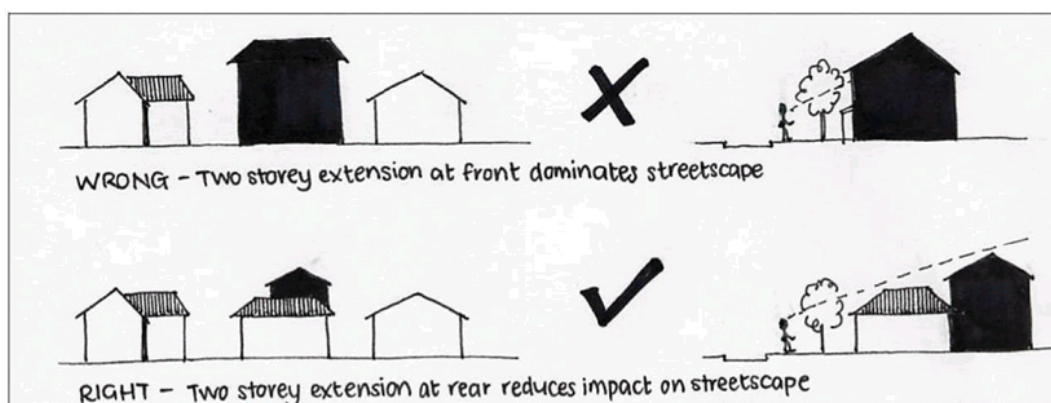 WRONG - TWO STOREY EXTENSION AT FRONT DOMINATES STREETSCAPE
RIGHT - TWO STOREY EXTENSION AT REAR REDUCES IMPACT ON STREETSCAPE